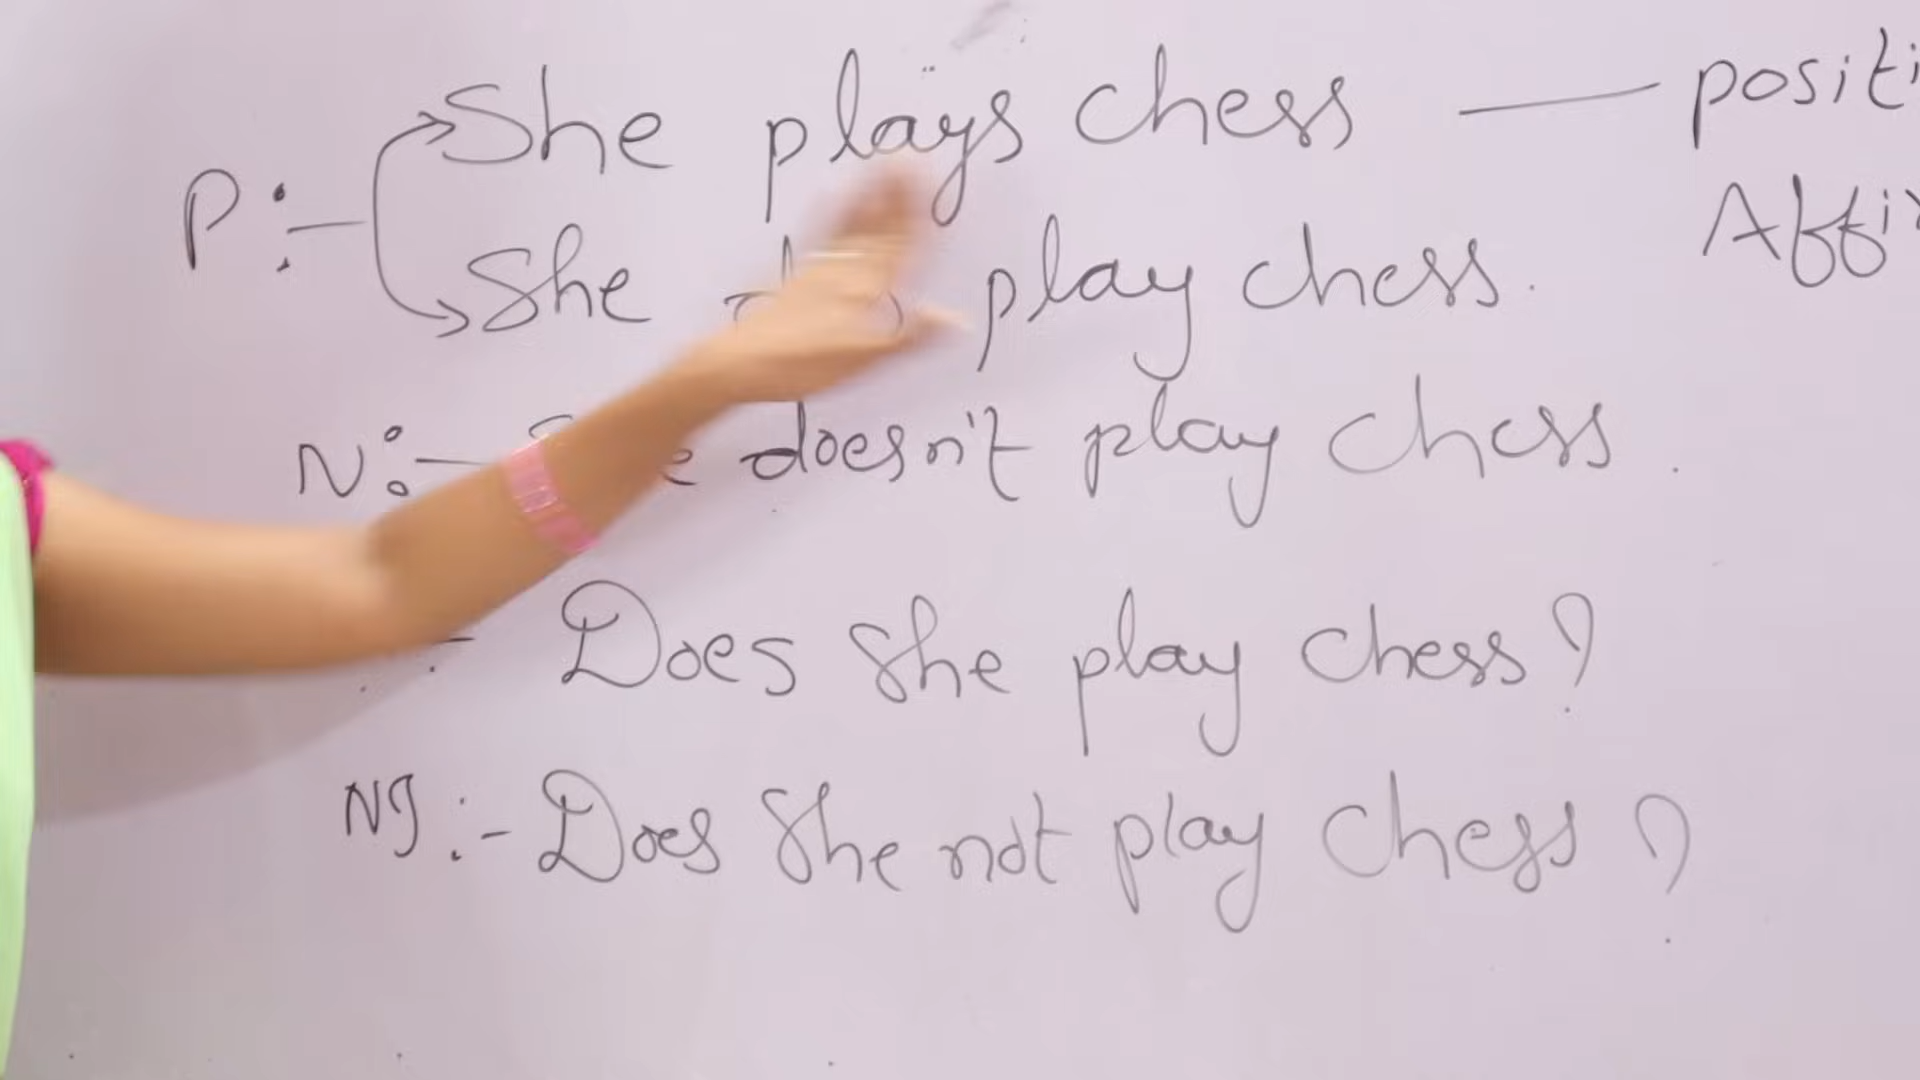 She plays chess — positi
P :- She play chess.
Affi
N :- doesn't play chess.
:- Does She play chess?
NI :- Does She not play chess?